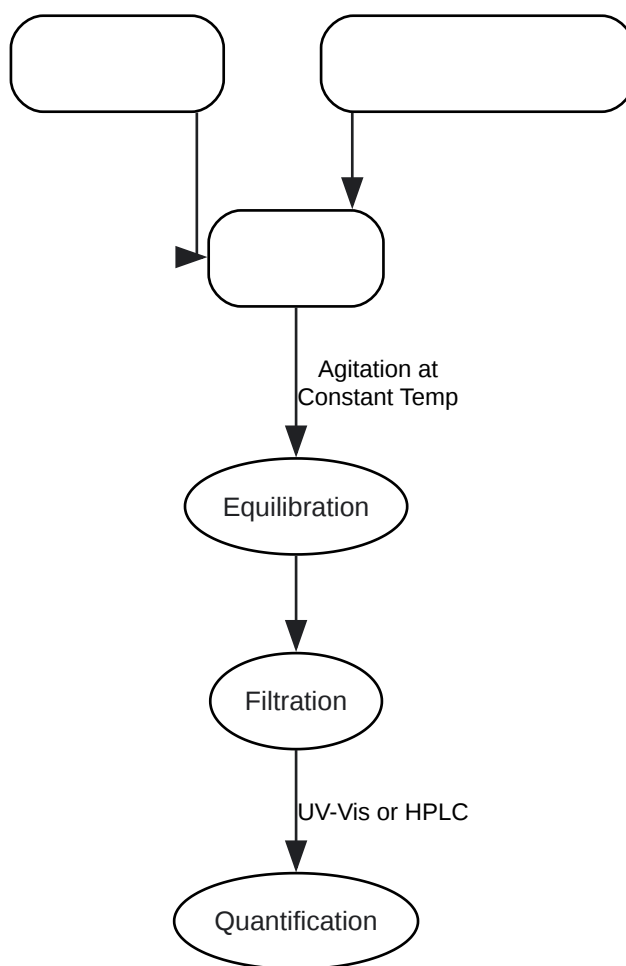 Agitation at
Constant Temp
Equilibration
Filtration
UV-Vis or HPLC
Quantification